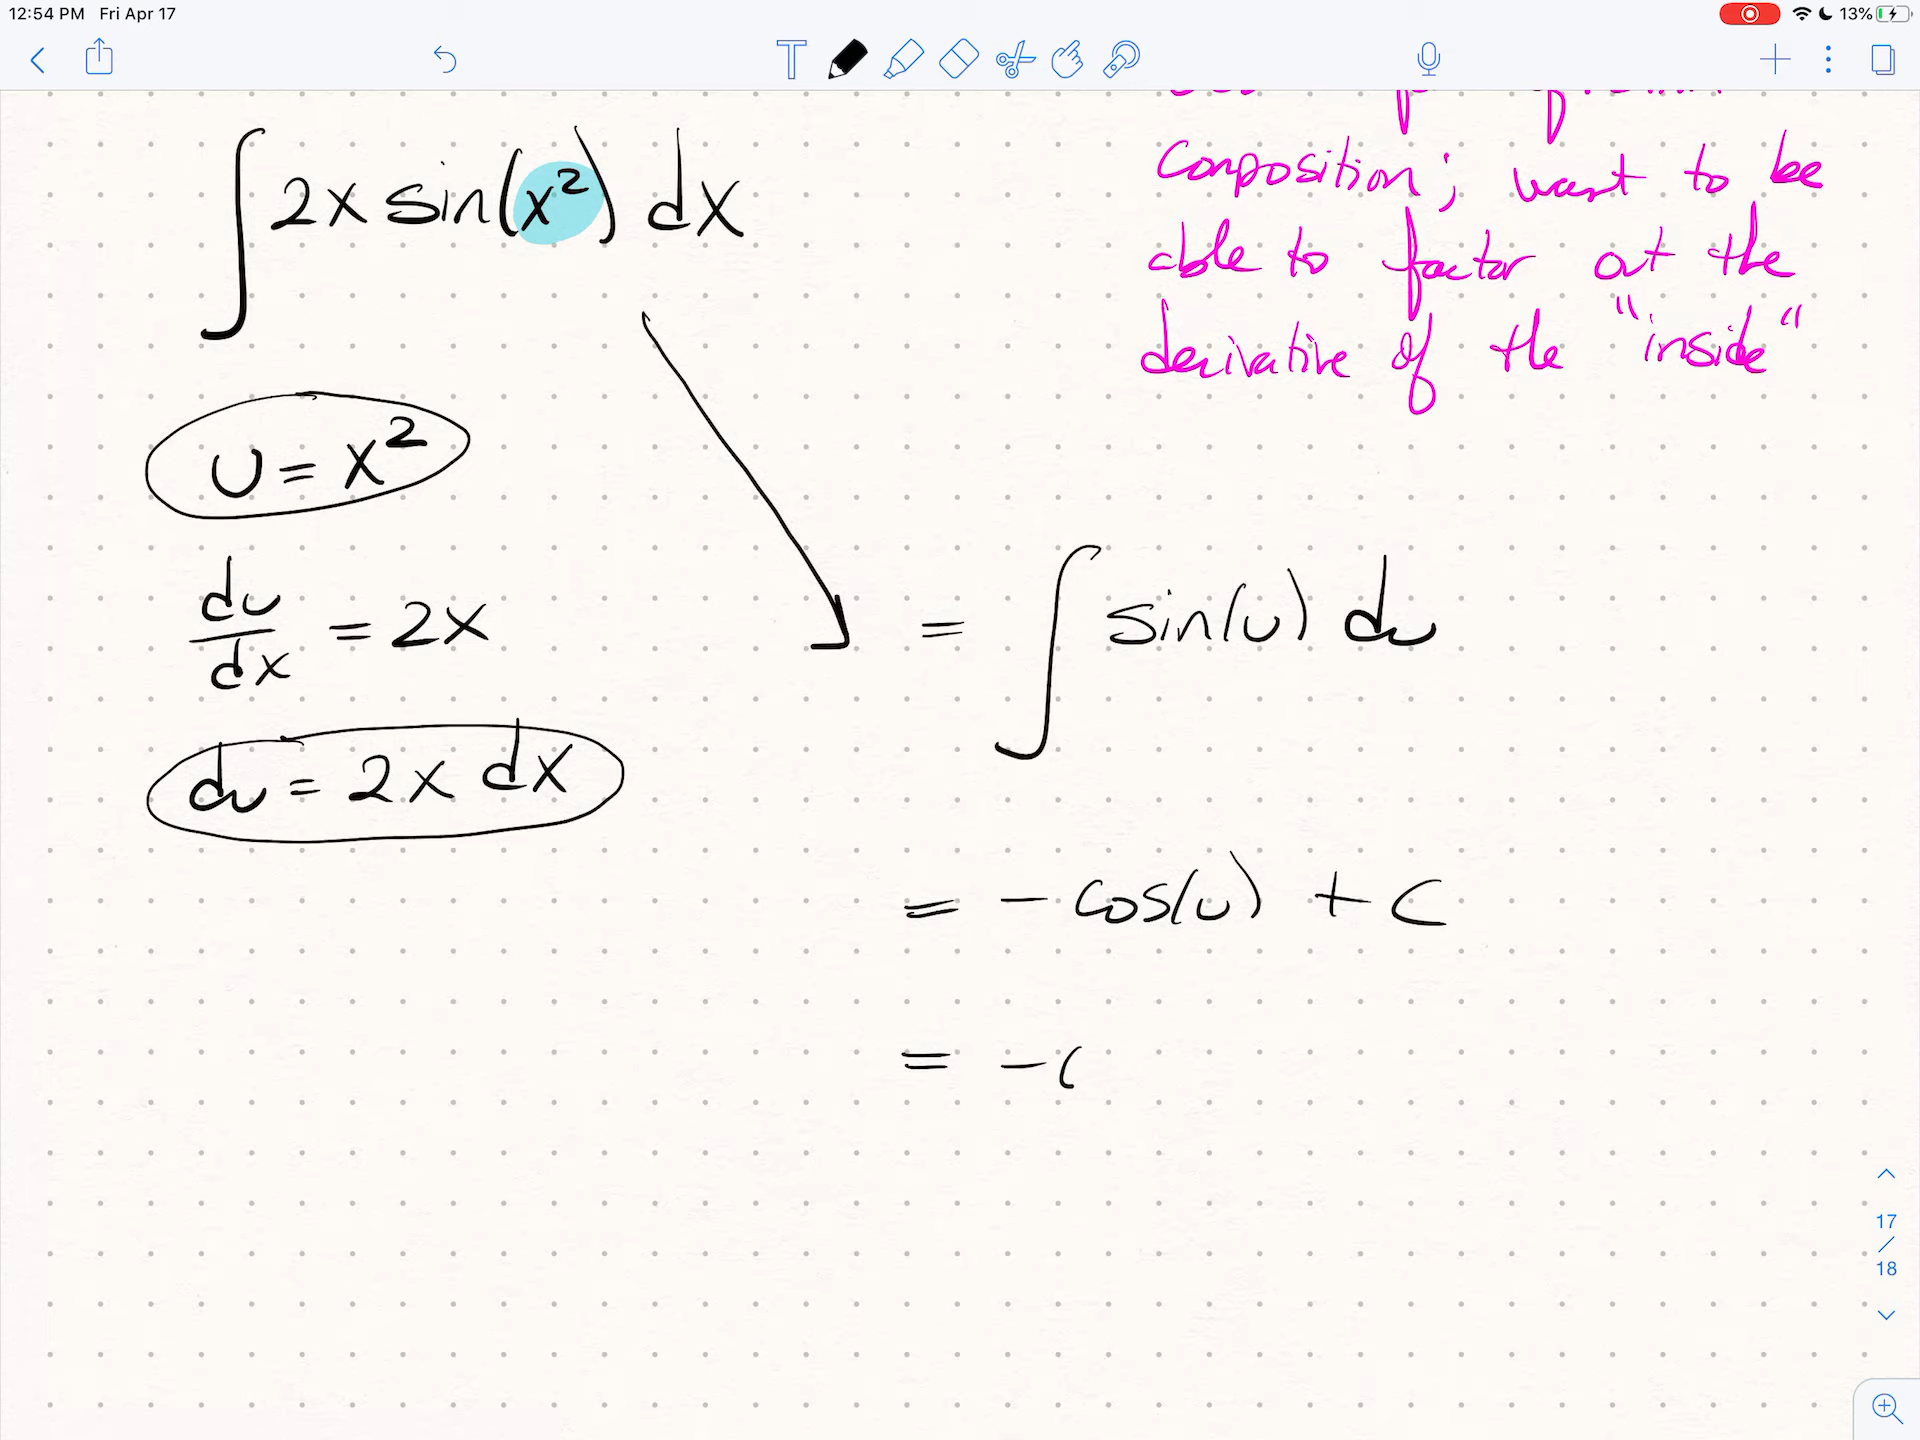 12:54 PM Fri Apr 17
13%
T
∫ 2x sin(x²) dx
composition; want to be
able to factor out the
derivative of the "inside"
u = x²
du/dx = 2x
du = 2x dx
= ∫ sin(u) du
= - cos(u) + C
= - c
17
/
18